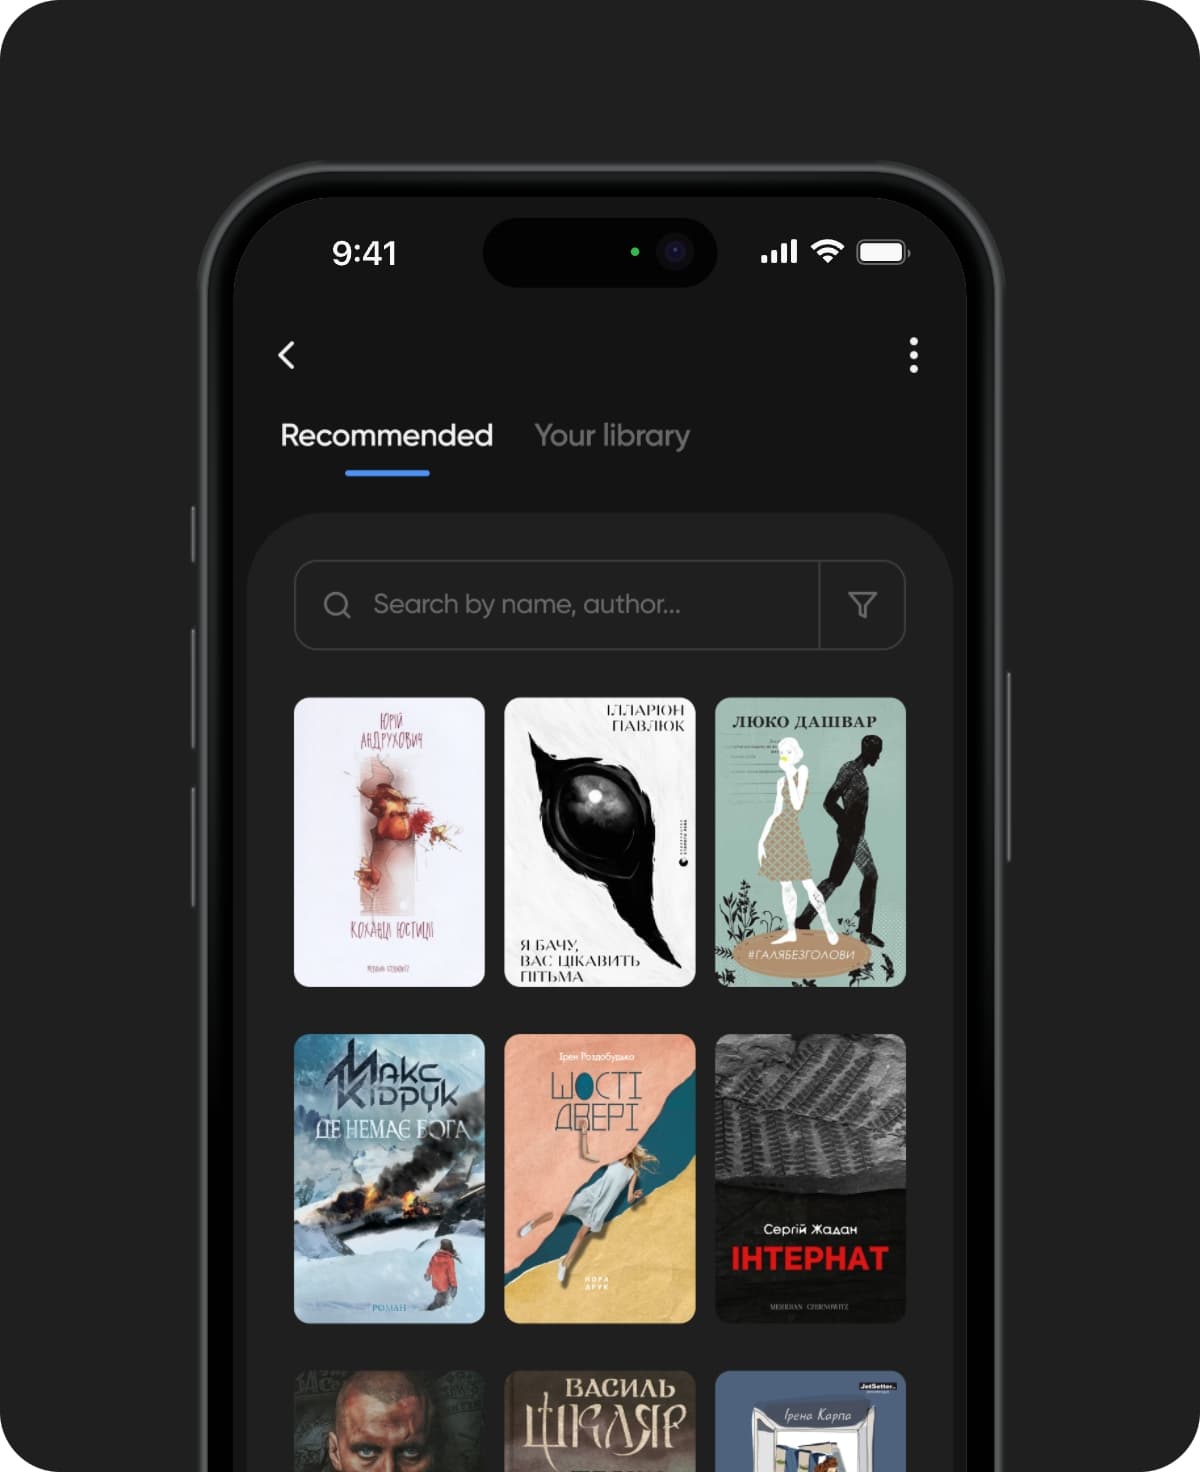 9:41
Recommended
Your library
Search by name, author...
ЮРІЙ
АНДРУХОВИЧ
КОХАНЦІ ЮСТИЦІЇ
MERIDIAN CZERNOWITZ
ІЛЛАРІОН
ПАВЛЮК
Я БАЧУ,
ВАС ЦІКАВИТЬ
ПІТЬМА
ЛЮКО ДАШВАР
#ГАЛЯБЕЗГОЛОВИ
Макс
Кідрук
ДЕ НЕМАЄ БОГА
РОМАН
Ірен Роздобудько
ШОСТІ
ДВЕРІ
НОРА
ДРУК
Сергій Жадан
ІНТЕРНАТ
MERIDIAN CZERNOWITZ
ВАСИЛЬ
ШКЛЯР
JetSetter
Ірена Карпа